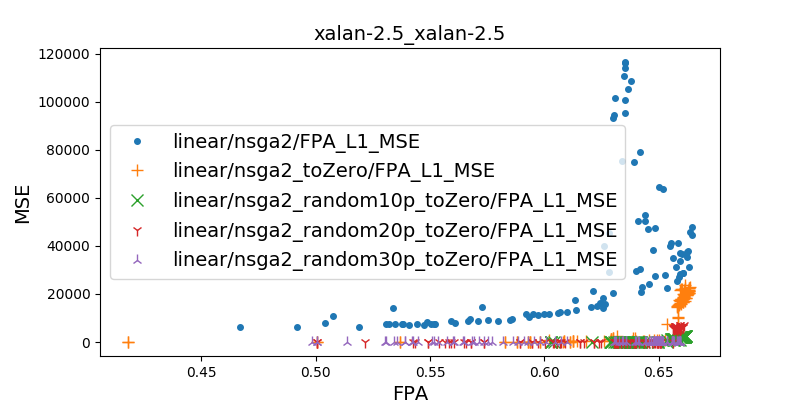 xalan-2.5_xalan-2.5
120000
100000
80000
60000
40000
20000
0
MSE
linear/nsga2/FPA_L1_MSE
linear/nsga2_toZero/FPA_L1_MSE
linear/nsga2_random10p_toZero/FPA_L1_MSE
linear/nsga2_random20p_toZero/FPA_L1_MSE
linear/nsga2_random30p_toZero/FPA_L1_MSE
0.45 0.50 0.55 0.60 0.65
FPA